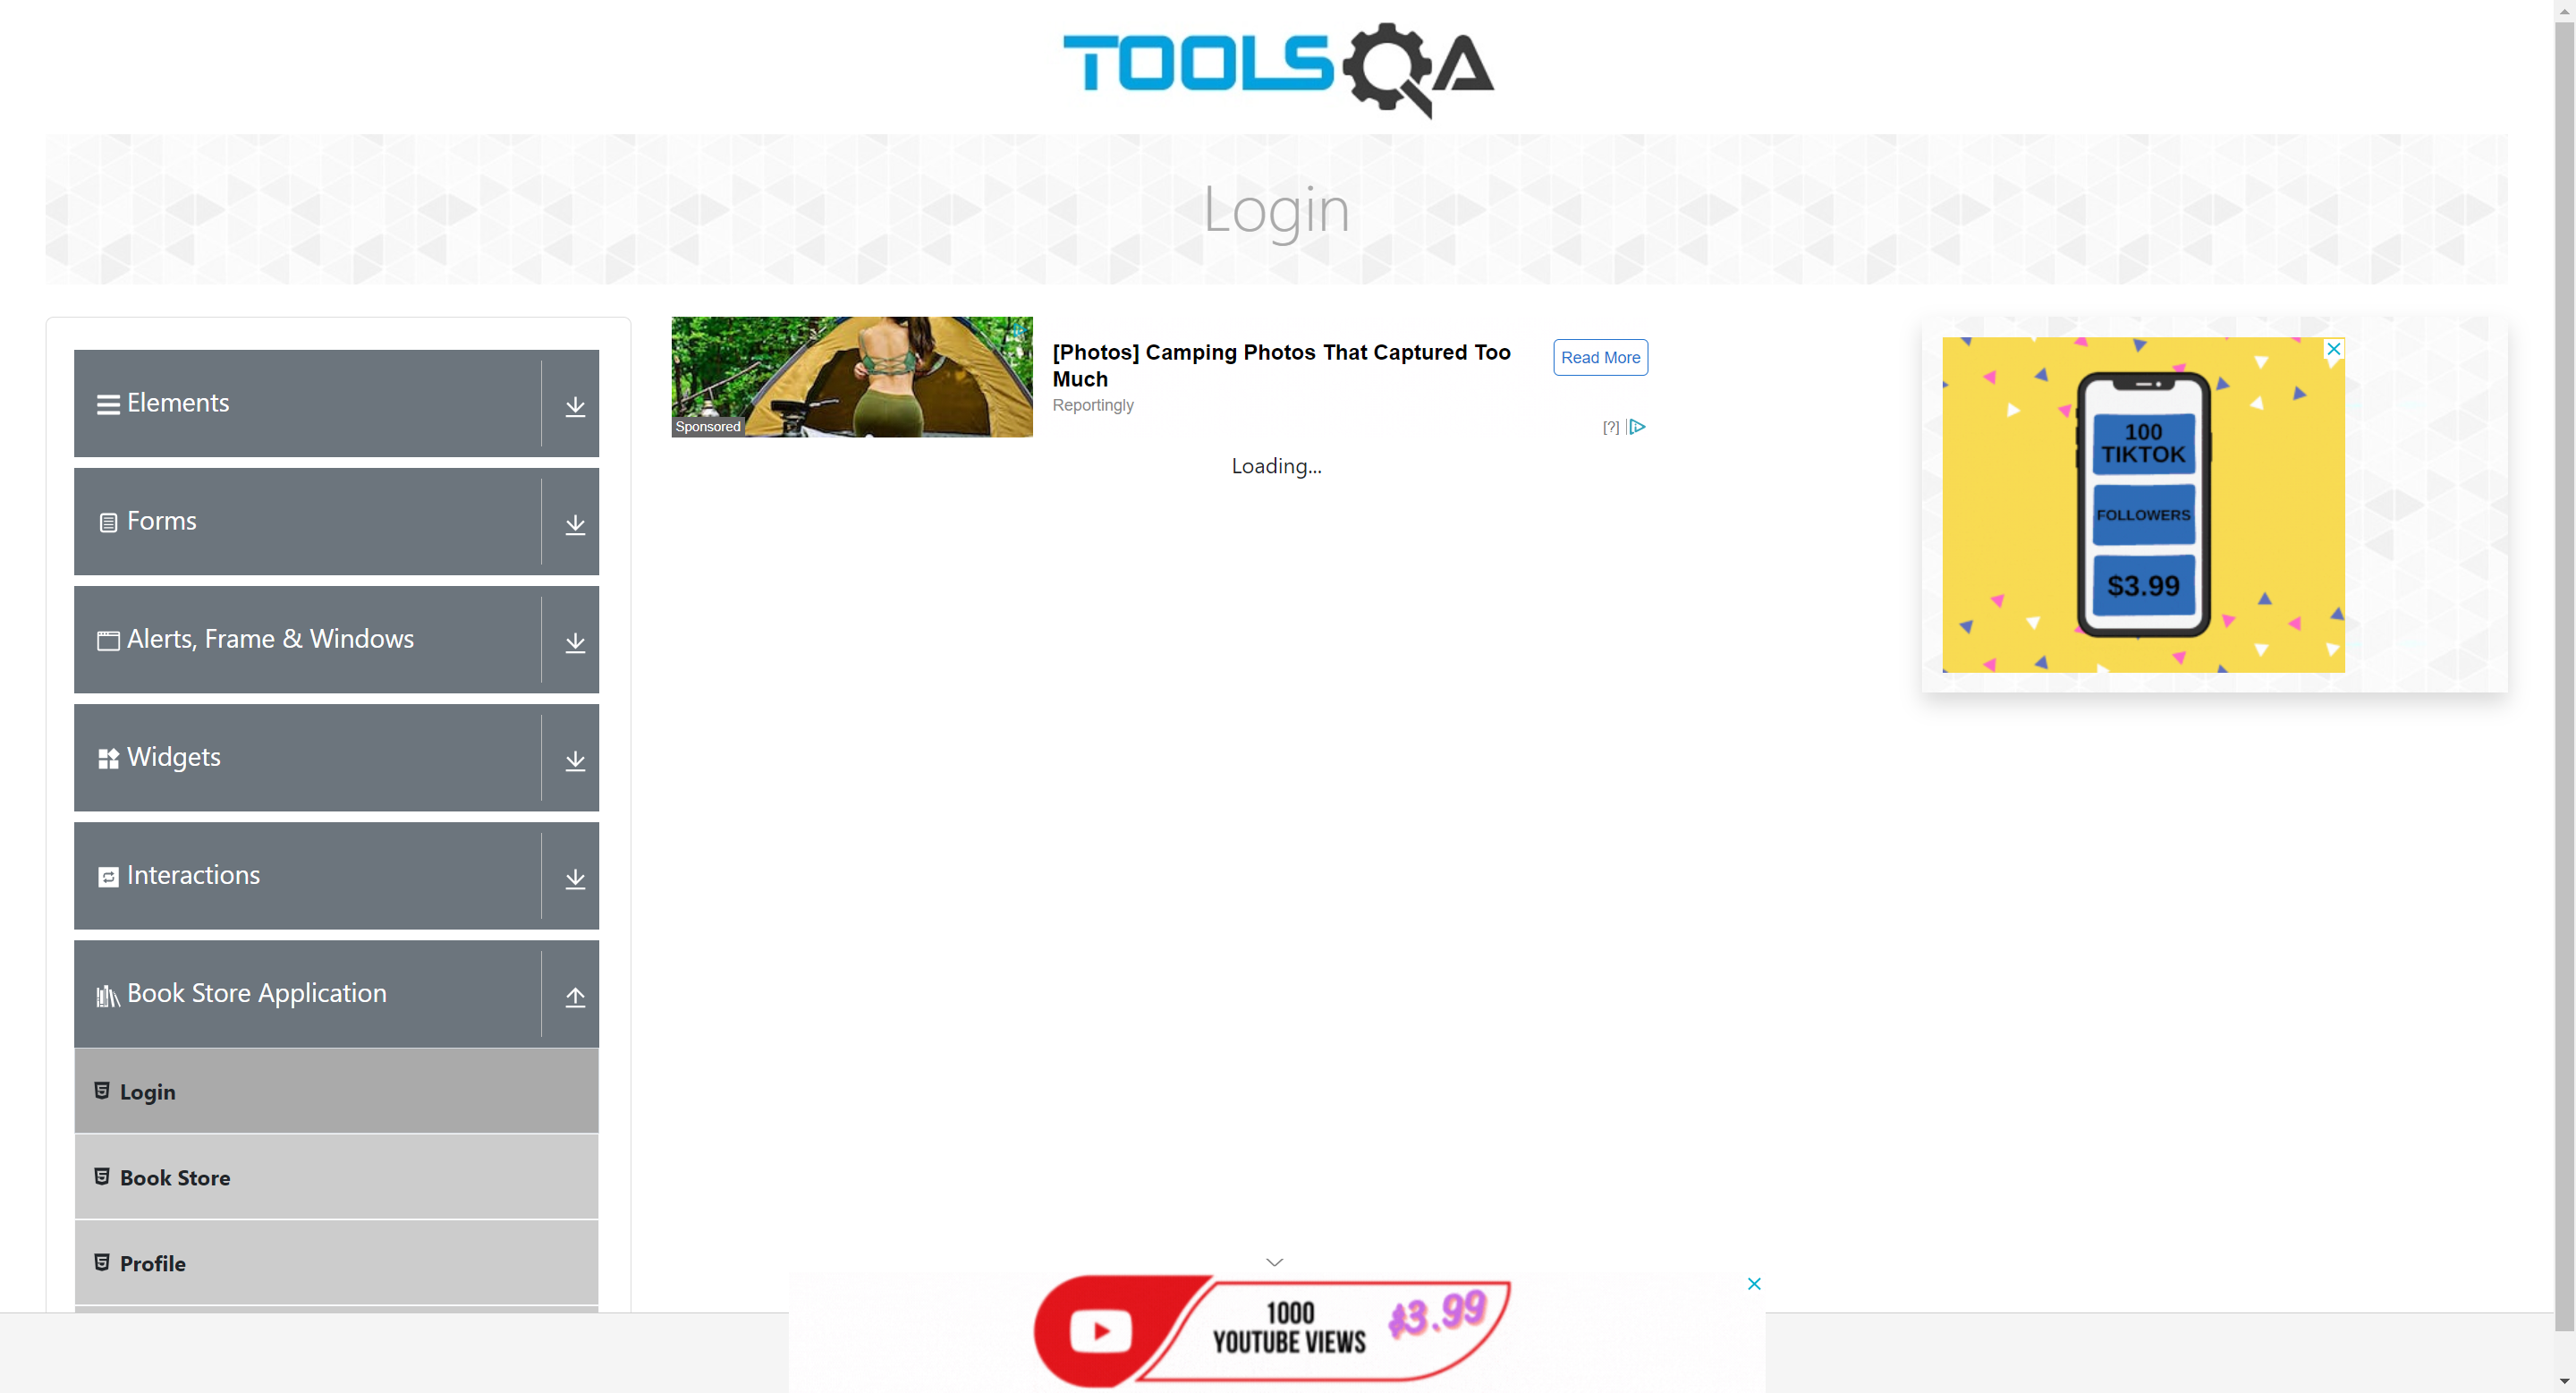 TOOLSQA
Login
Elements
Forms
Alerts, Frame & Windows
Widgets
Interactions
Book Store Application
Login
Book Store
Profile
Sponsored
[Photos] Camping Photos That Captured Too
Much
Reportingly
Read More
[?]
Loading...
100
TIKTOK
FOLLOWERS
$3.99
1000
YOUTUBE VIEWS
$3.99